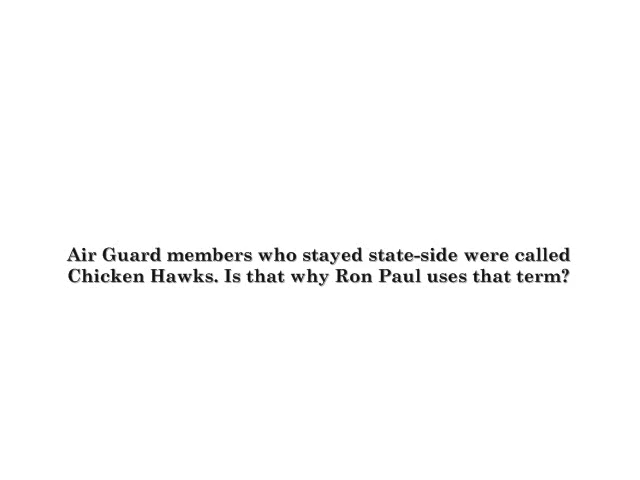 Air Guard members who stayed state-side were called
Chicken Hawks. Is that why Ron Paul uses that term?